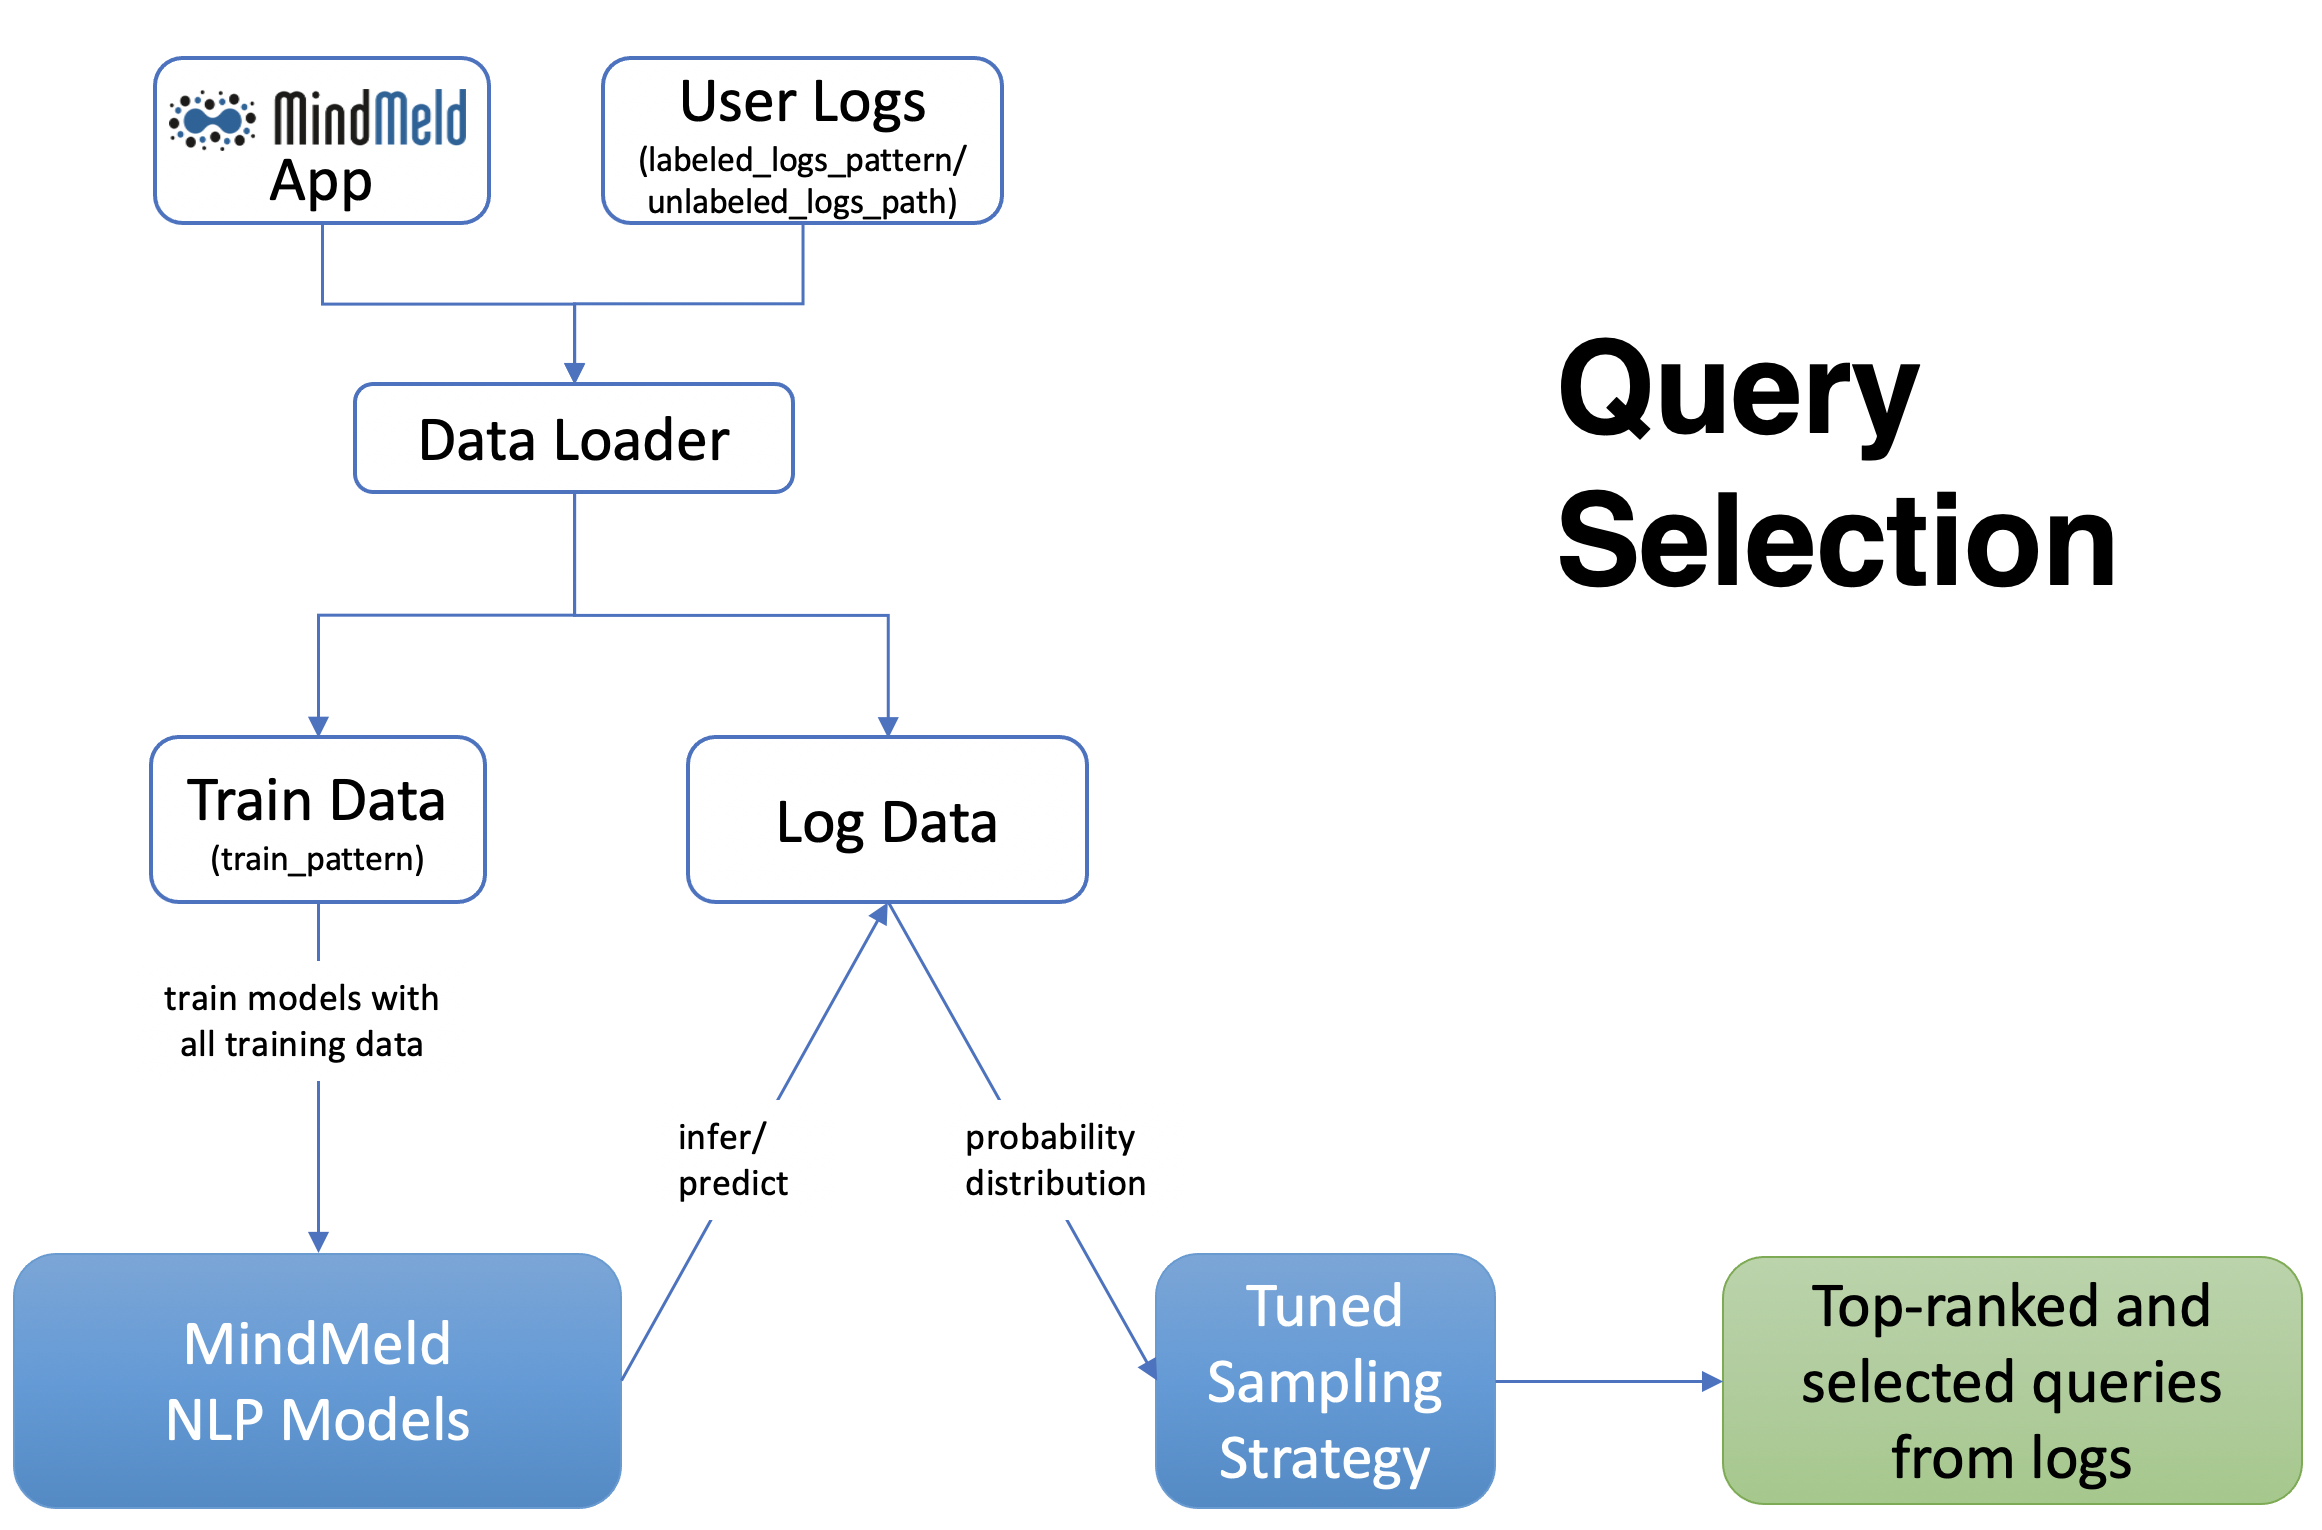 MindMeld
App
User Logs
(labeled_logs_pattern/
unlabeled_logs_path)
Data Loader
Query
Selection
Train Data
(train_pattern)
Log Data
train models with
all training data
infer/
predict
probability
distribution
MindMeld
NLP Models
Tuned
Sampling
Strategy
Top-ranked and
selected queries
from logs